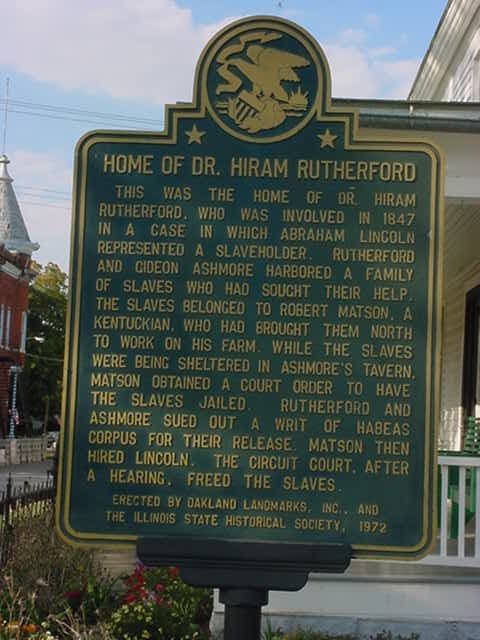 HOME OF DR. HIRAM RUTHERFORD
THIS WAS THE HOME OF DR. HIRAM
RUTHERFORD, WHO WAS INVOLVED IN 1847
IN A CASE IN WHICH ABRAHAM LINCOLN
REPRESENTED A SLAVEHOLDER. RUTHERFORD
AND GIDEON ASHMORE HARBORED A FAMILY
OF SLAVES WHO HAD SOUGHT THEIR HELP.
THE SLAVES BELONGED TO ROBERT MATSON, A
KENTUCKIAN, WHO HAD BROUGHT THEM NORTH
TO WORK ON HIS FARM. WHILE THE SLAVES
WERE BEING SHELTERED IN ASHMORE'S TAVERN,
MATSON OBTAINED A COURT ORDER TO HAVE
THE SLAVES JAILED. RUTHERFORD AND
ASHMORE SUED OUT A WRIT OF HABEAS
CORPUS FOR THEIR RELEASE. MATSON THEN
HIRED LINCOLN. THE CIRCUIT COURT, AFTER
A HEARING, FREED THE SLAVES.
ERECTED BY OAKLAND LANDMARKS, INC., AND
THE ILLINOIS STATE HISTORICAL SOCIETY, 1972